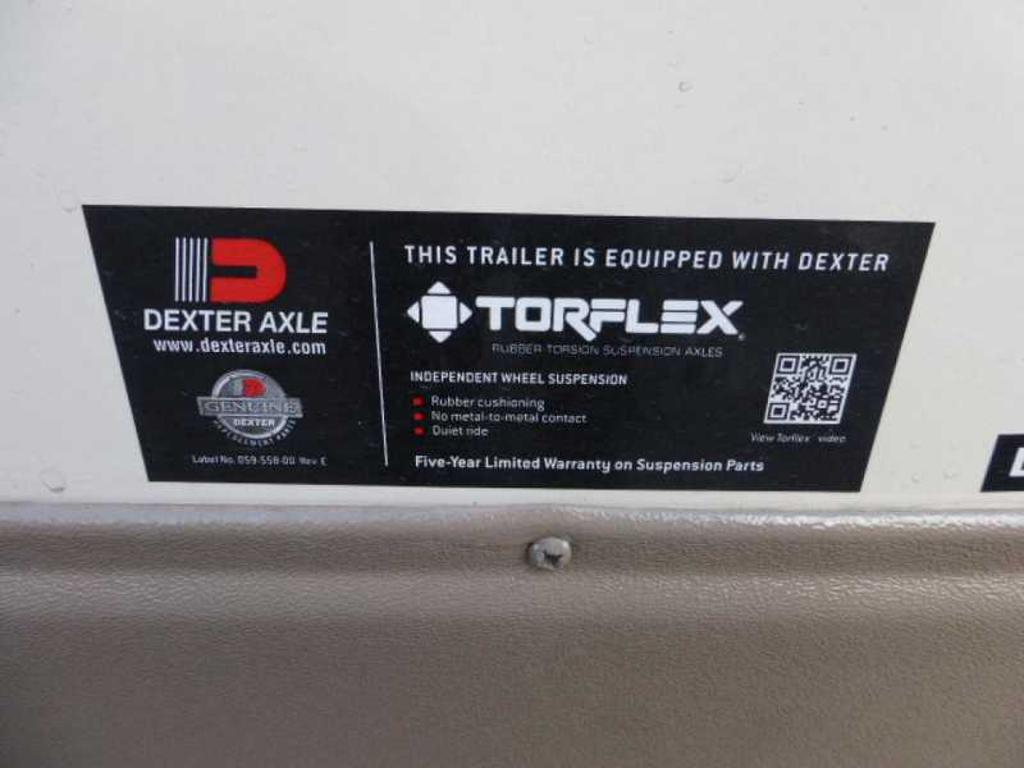 DEXTER AXLE
www.dexteraxle.com
GENUINE
DEXTER
REPLACEMENT PARTS
Label No. 059-558-00 Rev E
THIS TRAILER IS EQUIPPED WITH DEXTER
TORFLEX®
RUBBER TORSION SUSPENSION AXLES
INDEPENDENT WHEEL SUSPENSION
Rubber cushioning
No metal-to-metal contact
Quiet ride
Five-Year Limited Warranty on Suspension Parts
View Torflex video